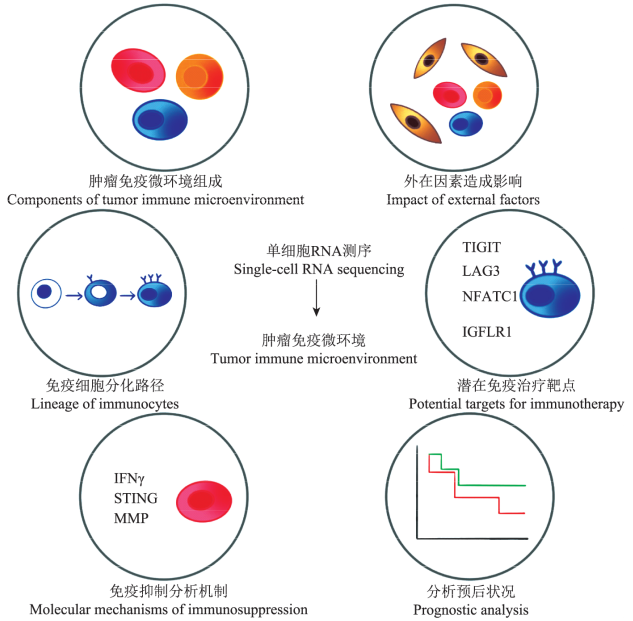 肿瘤免疫微环境组成
Components of tumor immune microenvironment
外在因素造成影响
Impact of external factors
单细胞RNA测序
Single-cell RNA sequencing
肿瘤免疫微环境
Tumor immune microenvironment
TIGIT
LAG3
NFATC1
IGFLR1
免疫细胞分化路径
Lineage of immunocytes
潜在免疫治疗靶点
Potential targets for immunotherapy
IFNγ
STING
MMP
免疫抑制分析机制
Molecular mechanisms of immunosuppression
分析预后状况
Prognostic analysis